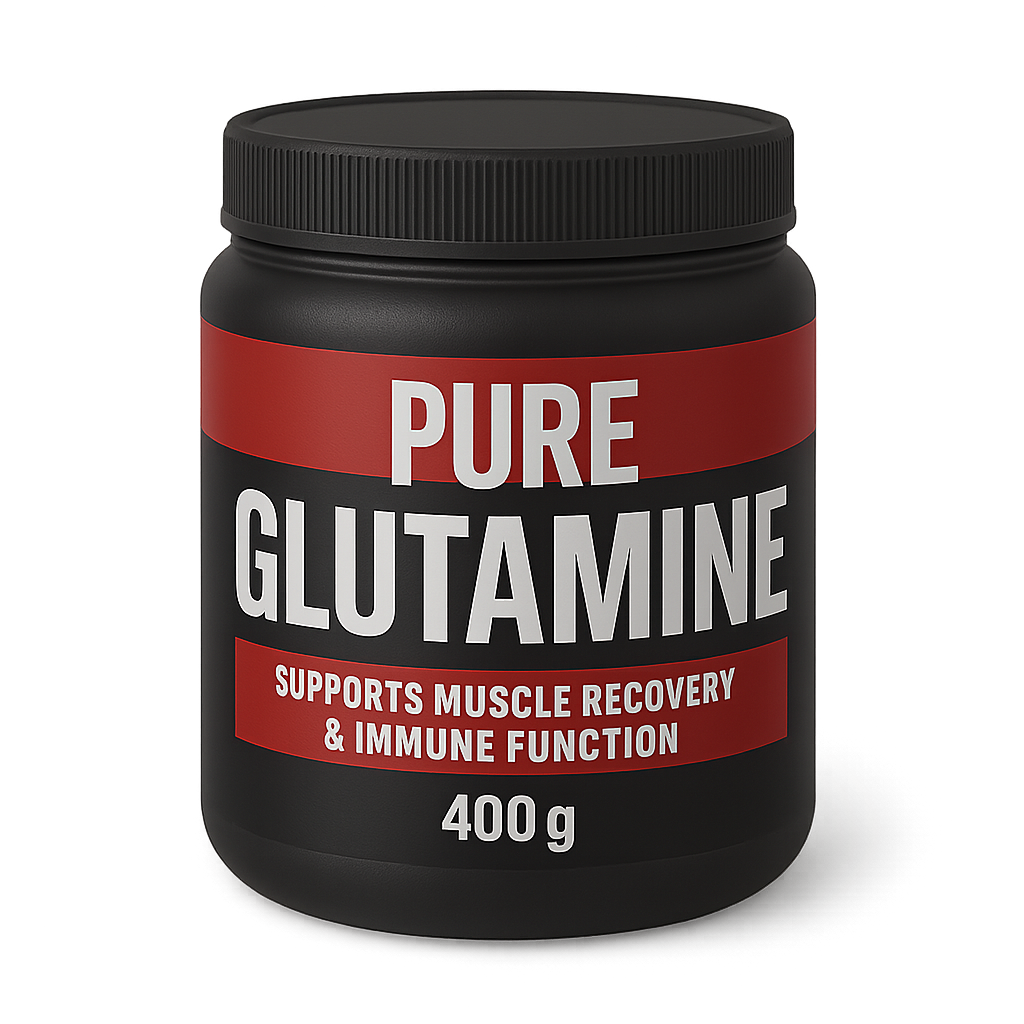 PURE
GLUTAMINE
SUPPORTS MUSCLE RECOVERY
& IMMUNE FUNCTION
400 g